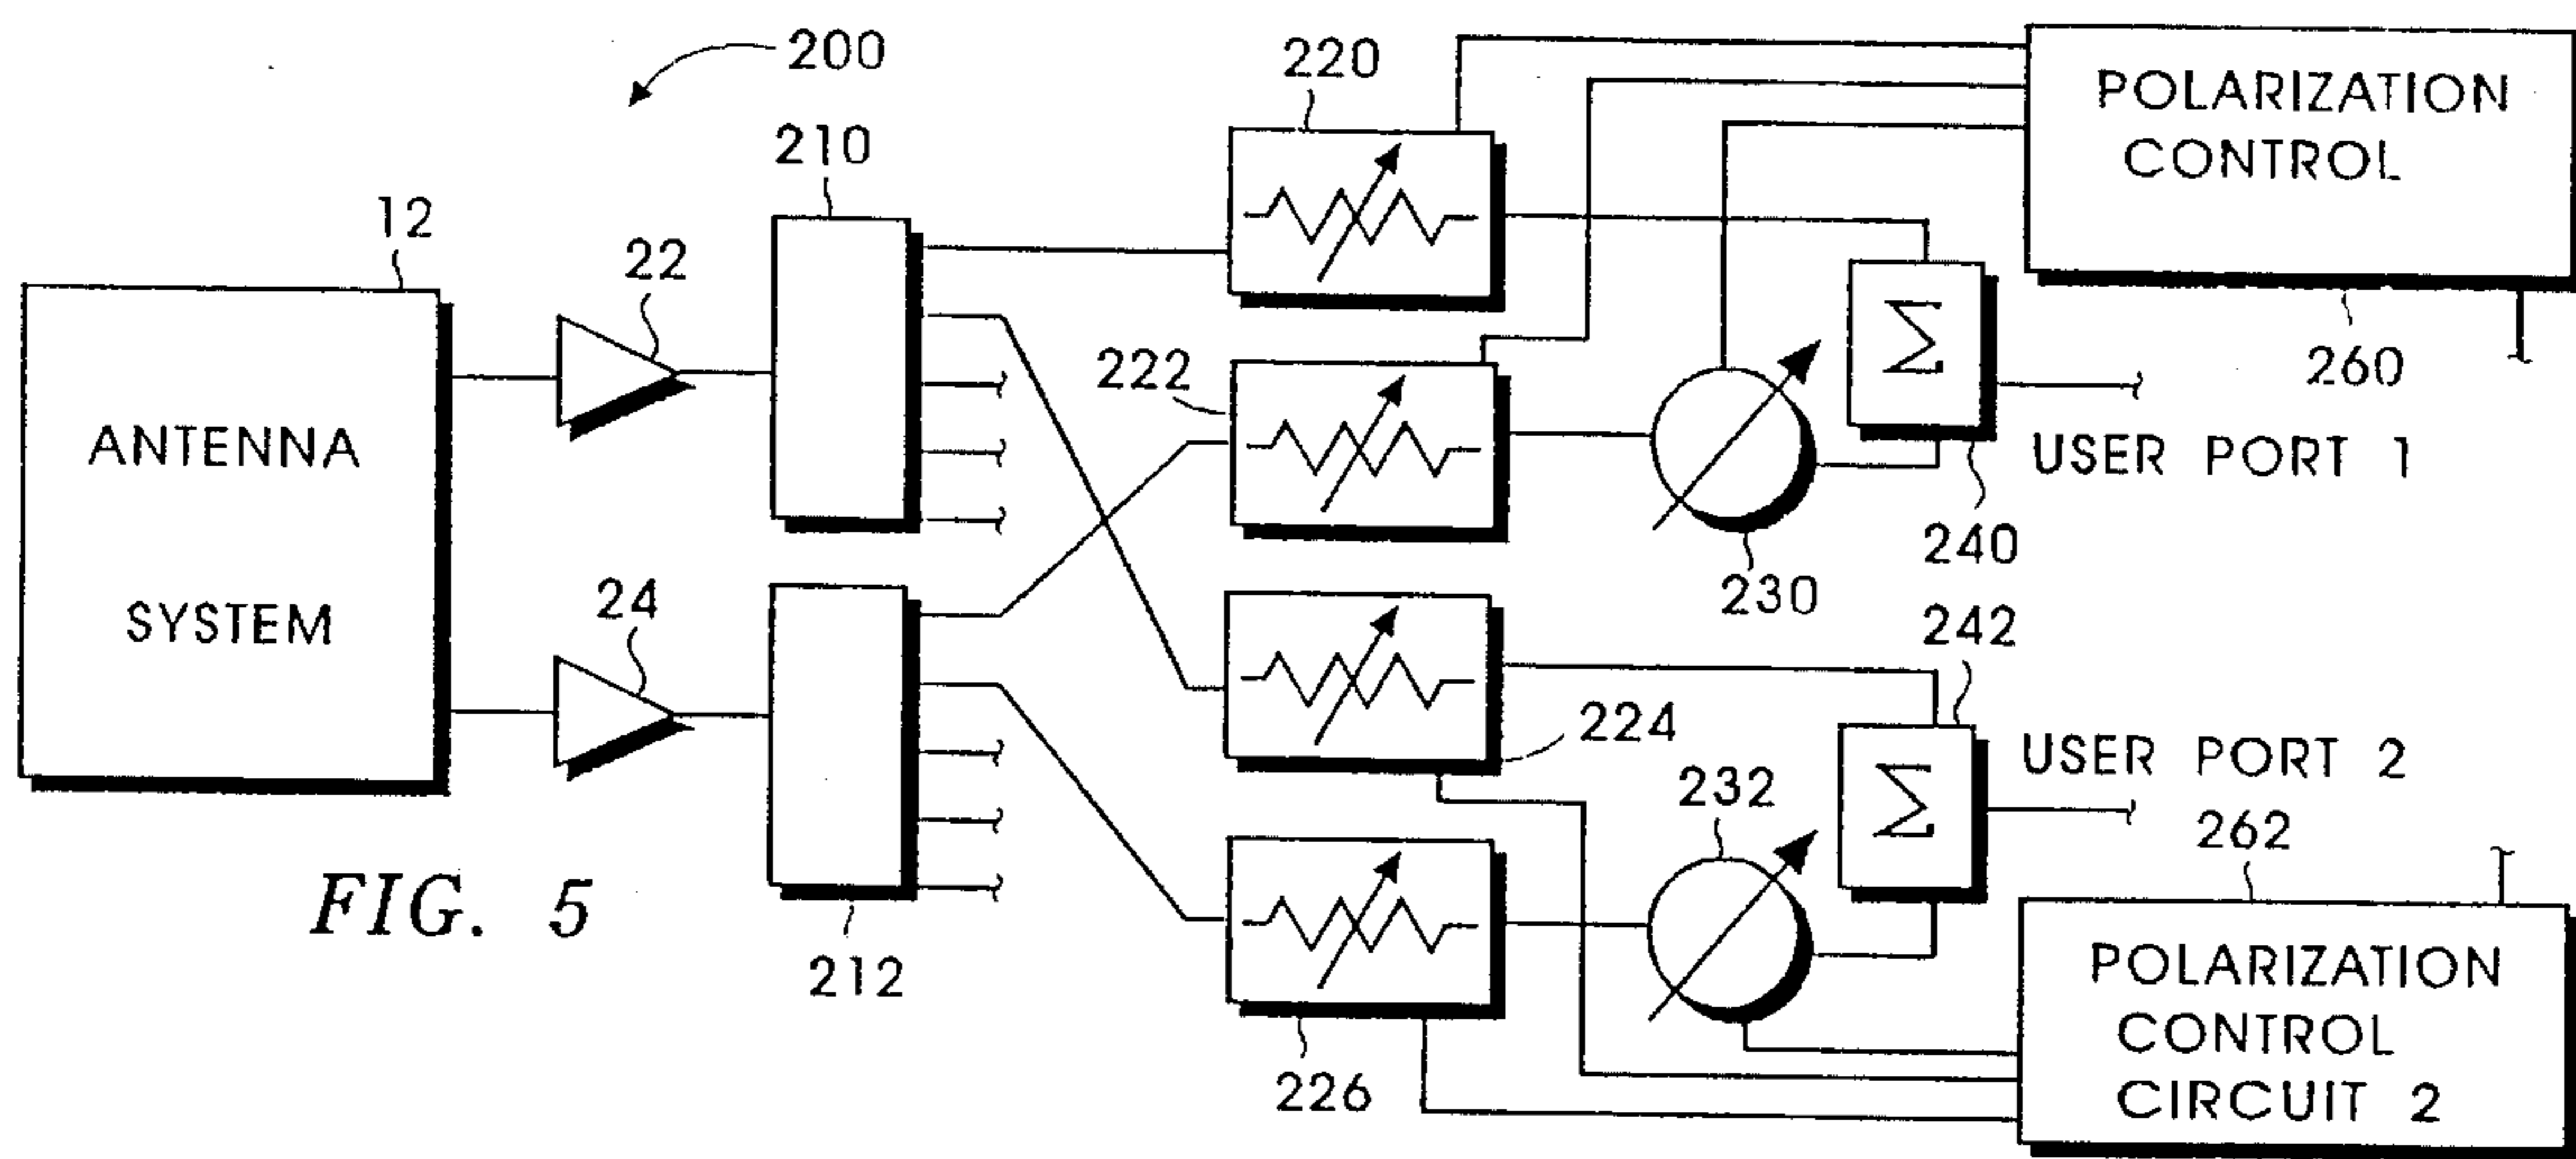 200
210
12
22
220
POLARIZATION
CONTROL
260
222
Σ
USER PORT 1
240
230
ANTENNA
SYSTEM
24
212
242
224
USER PORT 2
232
Σ
262
226
POLARIZATION
CONTROL
CIRCUIT 2
FIG. 5